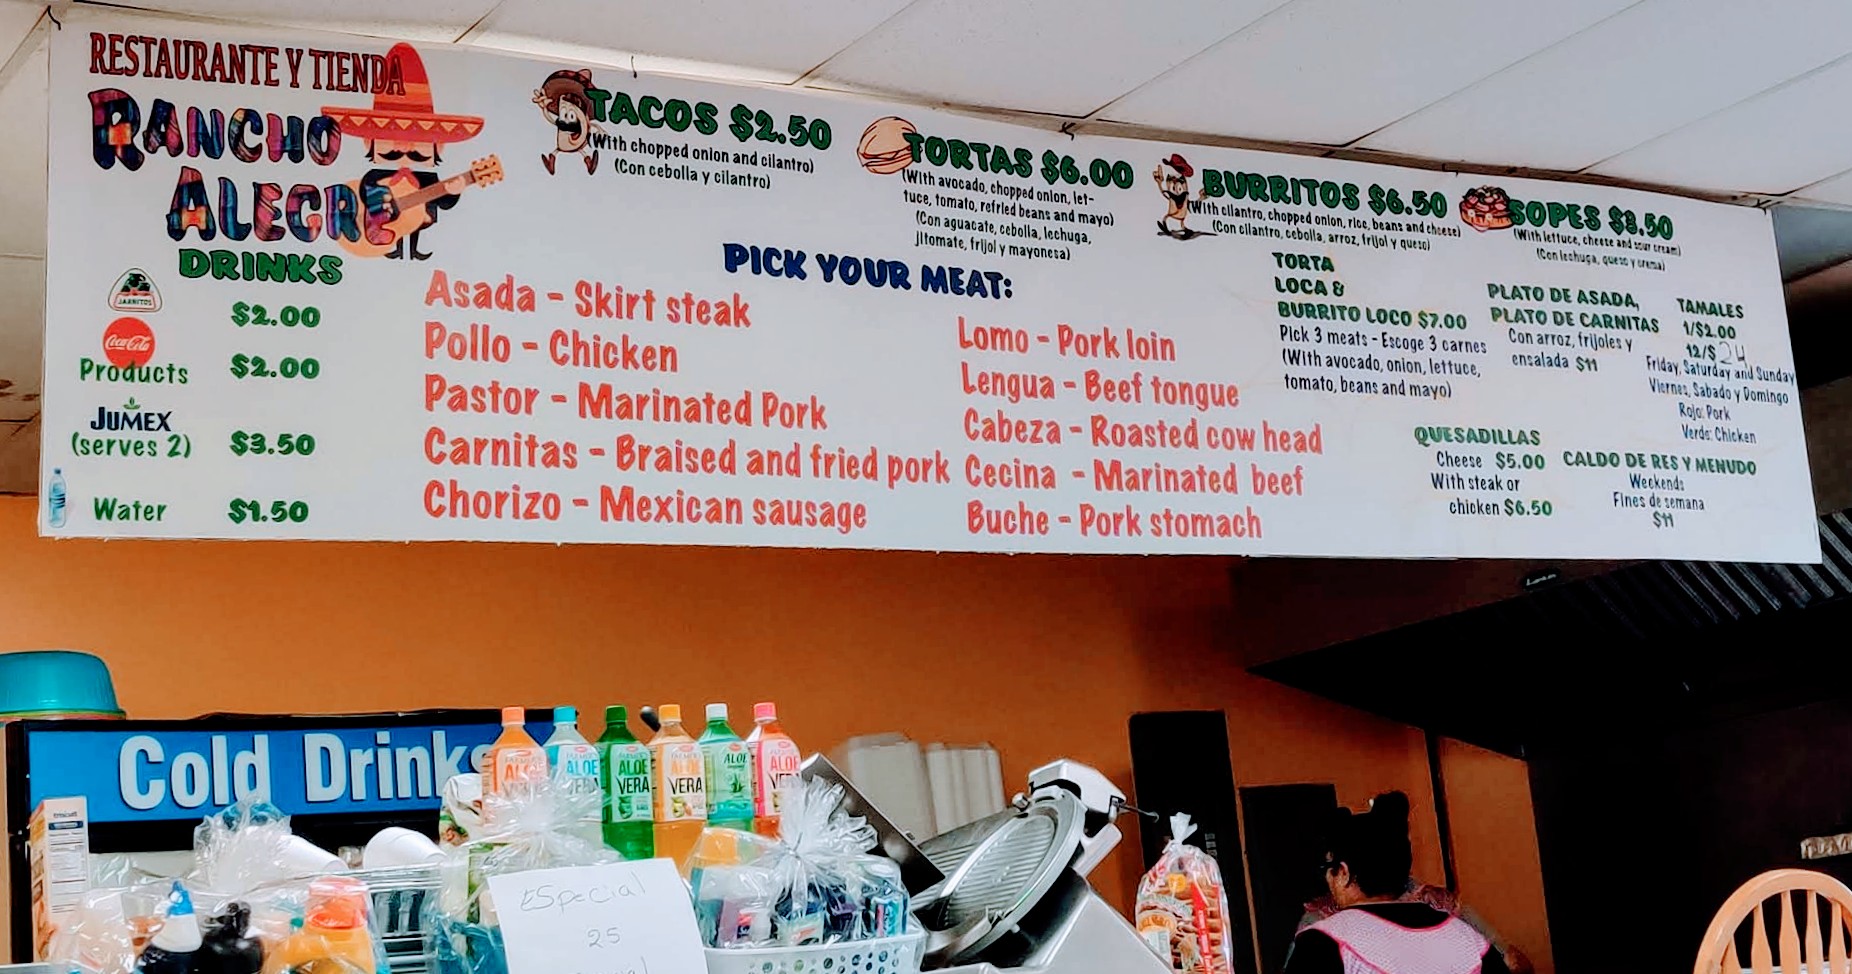 RESTAURANTE Y TIENDA
RANCHO
ALEGRE
DRINKS
JARRITOS
$2.00
Coca-Cola
Products $2.00
JUMEX
(serves 2) $3.50
Water $1.50
TACOS $2.50
(With chopped onion and cilantro)
(Con cebolla y cilantro)
TORTAS $6.00
(With avocado, chopped onion, let-
tuce, tomato, refried beans and mayo)
(Con aguacate, cebolla, lechuga,
jitomate, frijol y mayonesa)
BURRITOS $6.50
(With cilantro, chopped onion, rice, beans and cheese)
(Con cilantro, cebolla, arroz, frijol y queso)
SOPES $3.50
(With lettuce, cheese and sour cream)
(Con lechuga, queso y crema)
PICK YOUR MEAT:
Asada - Skirt steak
Pollo - Chicken
Pastor - Marinated Pork
Carnitas - Braised and fried pork
Chorizo - Mexican sausage
Lomo - Pork loin
Lengua - Beef tongue
Cabeza - Roasted cow head
Cecina - Marinated beef
Buche - Pork stomach
TORTA
LOCA &
BURRITO LOCO $7.00
Pick 3 meats - Escoge 3 carnes
(With avocado, onion, lettuce,
tomato, beans and mayo)
PLATO DE ASADA,
PLATO DE CARNITAS
Con arroz, frijoles y
ensalada $11
TAMALES
1/$2.00
12/$24
Friday, Saturday and Sunday
Viernes, Sabado y Domingo
Rojo: Pork
Verde: Chicken
QUESADILLAS
Cheese $5.00
With steak or
chicken $6.50
CALDO DE RES Y MENUDO
Weekends
Fines de semana
$11
Cold Drinks
ALOE
ALOE
ALOE
VERA
ALOE
VERA
ALOE
ALOE
VERA
ESpecial
25